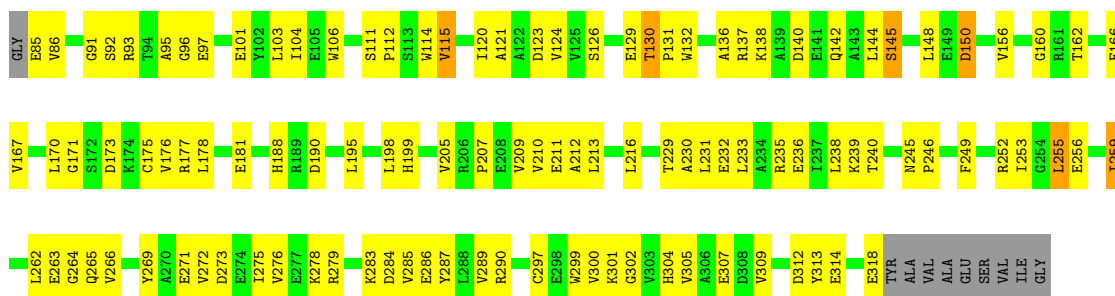 GLY E85 V86 G91 S92 R93 T94 A95 G96 E97 E101 Y102 L103 I104 E105 W106 S111 P112 S113 W114 V115 I120 A121 A122 D123 V124 V125 S126 E129 T130 P131 W132 A136 R137 K138 A139 D140 E141 Q142 A143 L144 S145 L148 E149 D150 V156 G160 R161 T162
V167 L170 G171 S172 D173 K174 C175 V176 R177 L178 E181 H188 R189 D190 L195 L198 H199 V205 R206 P207 E208 V209 V210 E211 A212 L213 L216 T229 A230 L231 E232 L233 A234 R235 E236 I237 L238 K239 T240 N245 P246 F249 R252 I253 G254 L255 E256
L262 E263 G264 Q265 V266 Y269 A270 E271 V272 D273 E274 I275 V276 E277 K278 R279 K283 D284 V285 E286 Y287 L288 V289 R290 C297 E298 W299 V300 K301 G302 V303 H304 V305 A306 E307 D308 V309 D312 Y313 E314 E318 TYR ALA VAL ALA GLU SER VAL ILE GLY